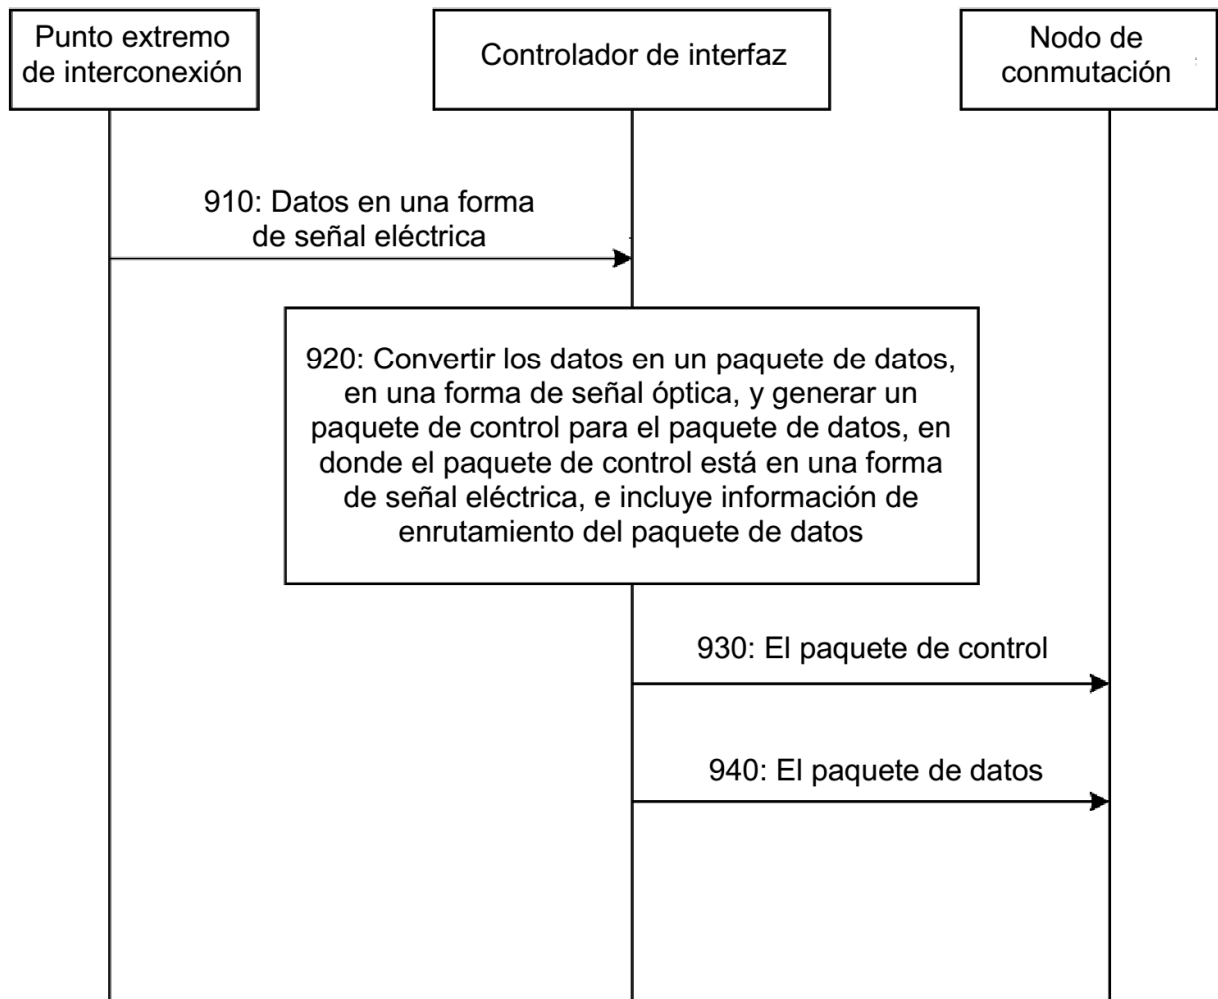 Punto extremo
de interconexión
Controlador de interfaz
Nodo de
conmutación
910: Datos en una forma
de señal eléctrica
920: Convertir los datos en un paquete de datos,
en una forma de señal óptica, y generar un
paquete de control para el paquete de datos, en
donde el paquete de control está en una forma
de señal eléctrica, e incluye información de
enrutamiento del paquete de datos
930: El paquete de control
940: El paquete de datos